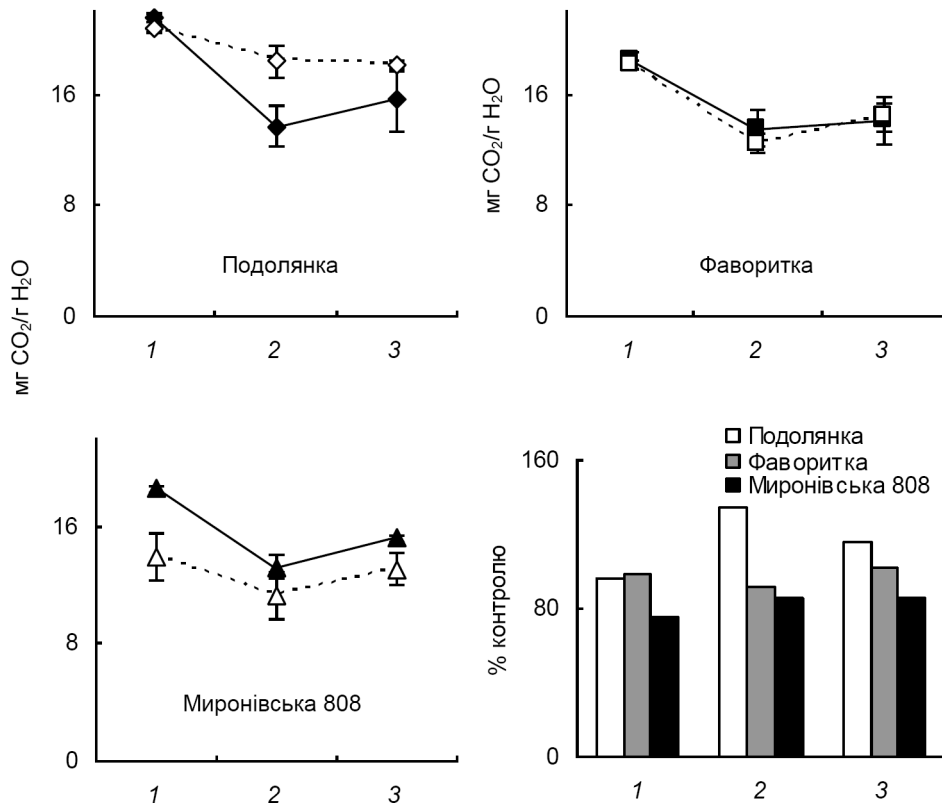 мг CO₂/г H₂O
16
8
0
Подолянка
1
2
3
мг CO₂/г H₂O
16
8
0
Фаворитка
1
2
3
16
8
0
Миронівська 808
1
2
3
Подолянка
Фаворитка
Миронівська 808
% контролю
160
80
0
1
2
3